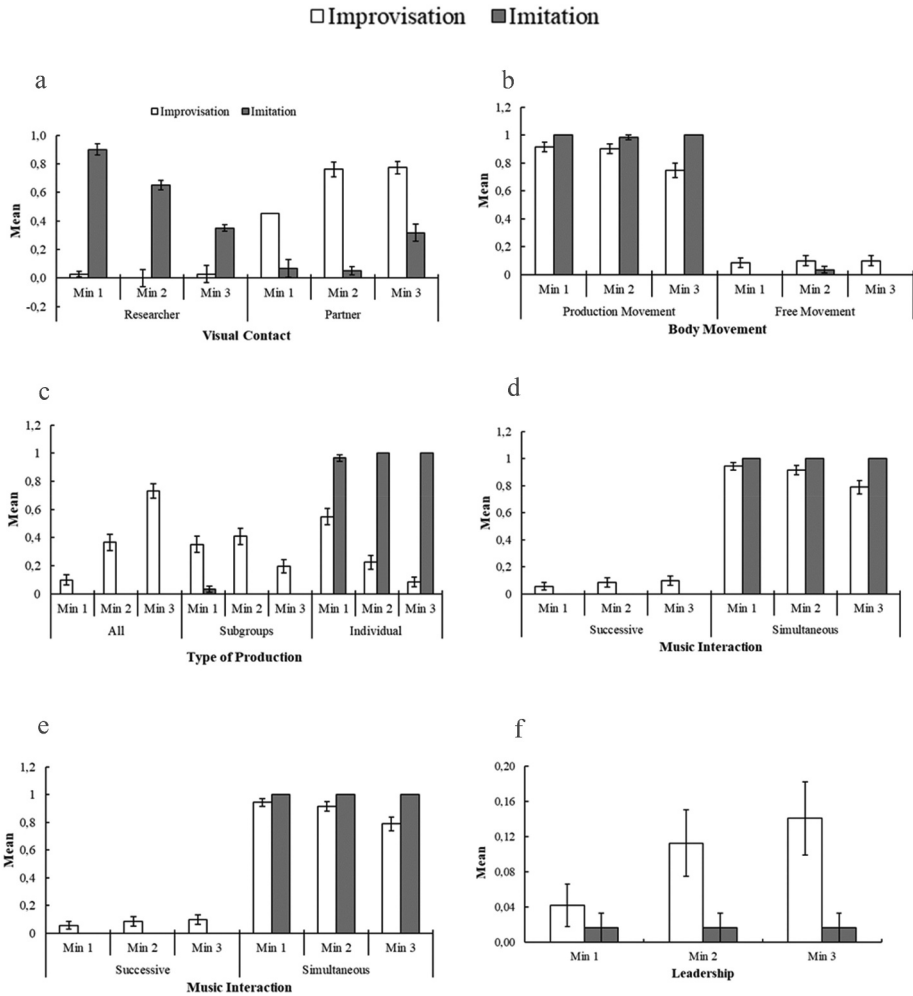 Improvisation Imitation
a
Improvisation Imitation
1,0
0,8
0,6
0,4
0,2
0,0
-0,2
Mean
Min 1 Min 2 Min 3 Min 1 Min 2 Min 3
Researcher Partner
Visual Contact
b
1,2
1
0,8
0,6
0,4
0,2
0
Mean
Min 1 Min 2 Min 3 Min 1 Min 2 Min 3
Production Movement Free Movement
Body Movement
c
1,2
1
0,8
0,6
0,4
0,2
0
Mean
Min 1 Min 2 Min 3 Min 1 Min 2 Min 3 Min 1 Min 2 Min 3
All Subgroups Individual
Type of Production
d
1,2
1
0,8
0,6
0,4
0,2
0
Mean
Min 1 Min 2 Min 3 Min 1 Min 2 Min 3
Successive Simultaneous
Music Interaction
e
1,2
1
0,8
0,6
0,4
0,2
0
Mean
Min 1 Min 2 Min 3 Min 1 Min 2 Min 3
Successive Simultaneous
Music Interaction
f
0,20
0,16
0,12
0,08
0,04
0,00
Mean
Min 1 Min 2 Min 3
Leadership